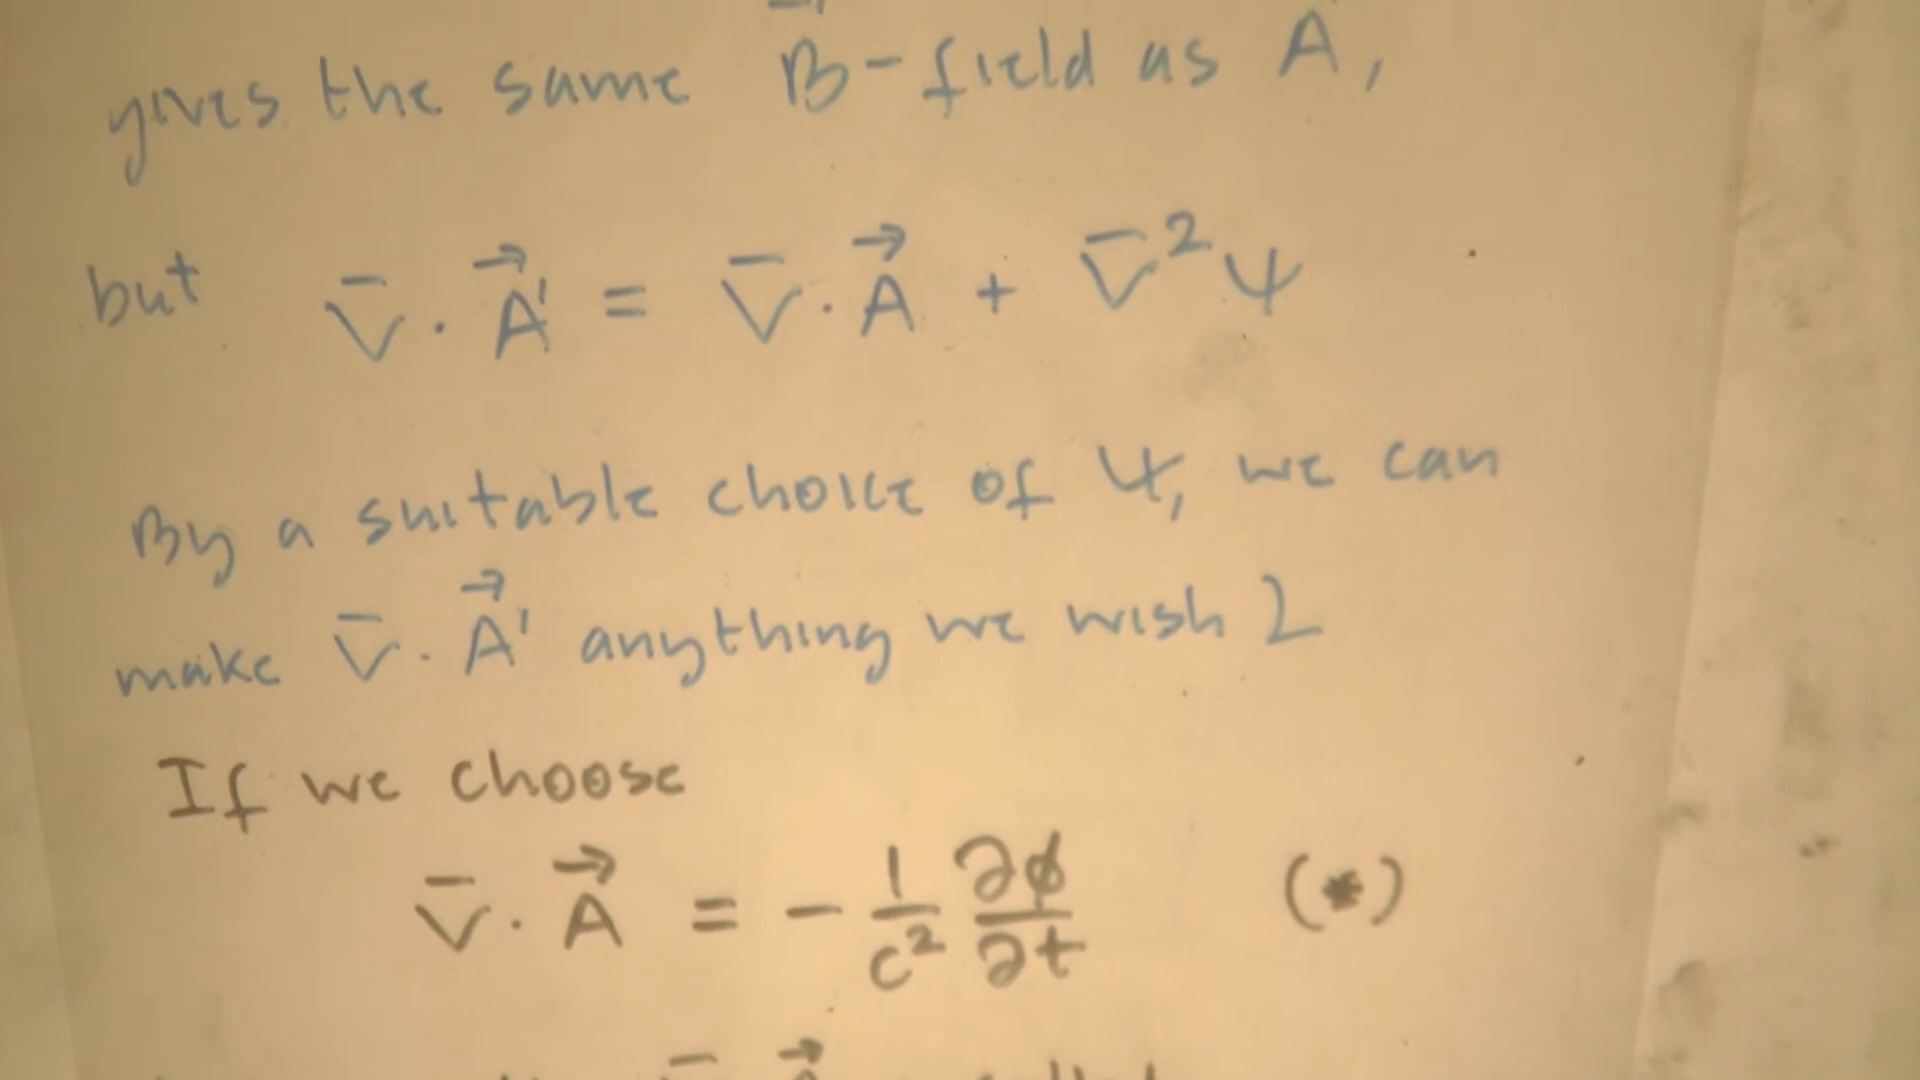 gives the same B-field as A,
but ∇̄ · A⃗' = ∇̄ · A⃗ + ∇̄²ψ
By a suitable choice of ψ, we can
make ∇̄ · A⃗' anything we wish
If we choose
∇̄ · A⃗ = - 1/c² ∂ϕ/∂t (*)